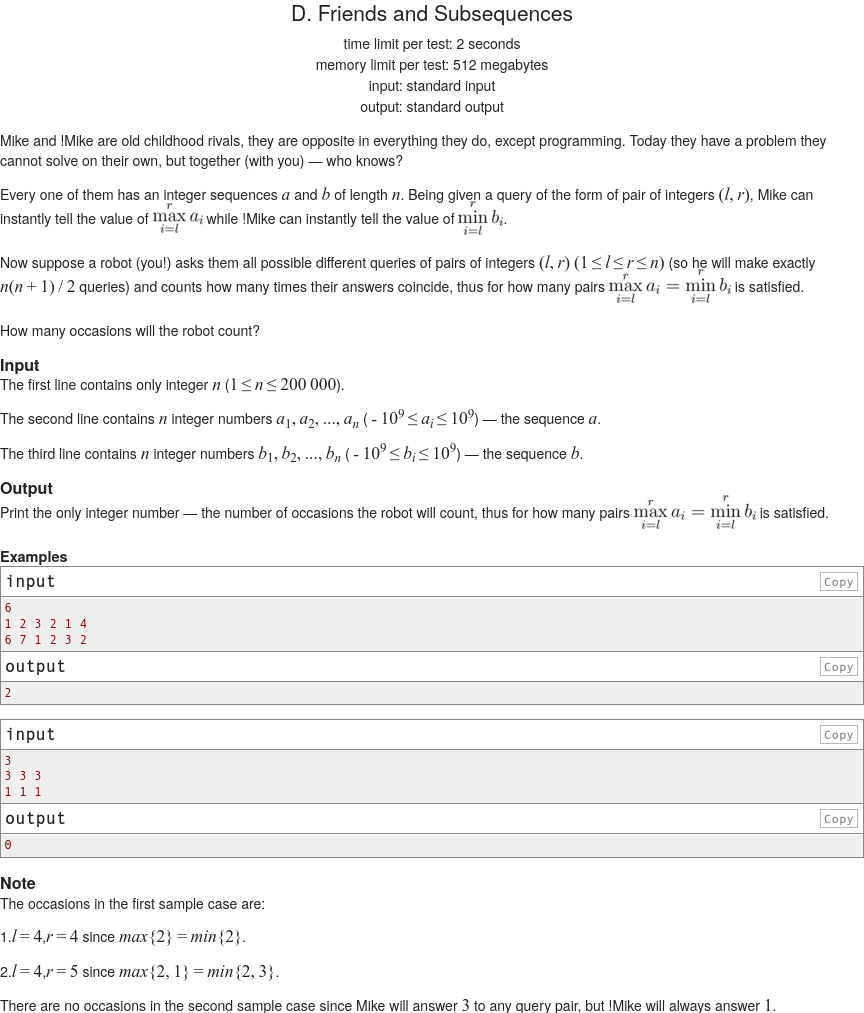 D. Friends and Subsequences
time limit per test: 2 seconds
memory limit per test: 512 megabytes
input: standard input
output: standard output
Mike and !Mike are old childhood rivals, they are opposite in everything they do, except programming. Today they have a problem they
cannot solve on their own, but together (with you) — who knows?
Every one of them has an integer sequences a and b of length n. Being given a query of the form of pair of integers (l, r), Mike can
instantly tell the value of max_{i=l}^{r} a_i while !Mike can instantly tell the value of min_{i=l}^{r} b_i.
Now suppose a robot (you!) asks them all possible different queries of pairs of integers (l, r) (1 ≤ l ≤ r ≤ n) (so he will make exactly
n(n + 1) / 2 queries) and counts how many times their answers coincide, thus for how many pairs max_{i=l}^{r} a_i = min_{i=l}^{r} b_i is satisfied.
How many occasions will the robot count?
Input
The first line contains only integer n (1 ≤ n ≤ 200 000).
The second line contains n integer numbers a_1, a_2, ..., a_n ( - 10^9 ≤ a_i ≤ 10^9) — the sequence a.
The third line contains n integer numbers b_1, b_2, ..., b_n ( - 10^9 ≤ b_i ≤ 10^9) — the sequence b.
Output
Print the only integer number — the number of occasions the robot will count, thus for how many pairs max_{i=l}^{r} a_i = min_{i=l}^{r} b_i is satisfied.
Examples
input Copy
6
1 2 3 2 1 4
6 7 1 2 3 2
output Copy
2
input Copy
3
3 3 3
1 1 1
output Copy
0
Note
The occasions in the first sample case are:
1.l = 4,r = 4 since max{2} = min{2}.
2.l = 4,r = 5 since max{2, 1} = min{2, 3}.
There are no occasions in the second sample case since Mike will answer 3 to any query pair, but !Mike will always answer 1.